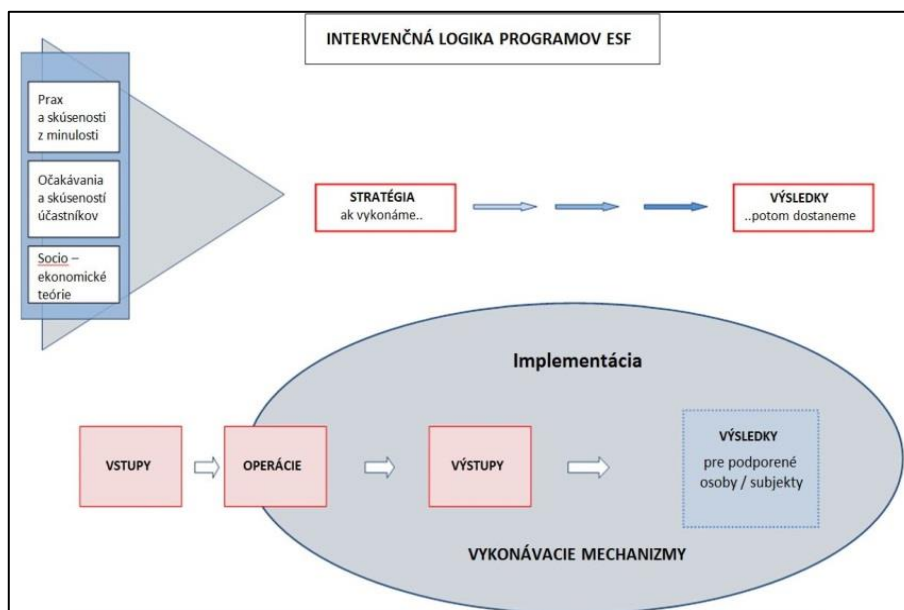 INTERVENČNÁ LOGIKA PROGRAMOV ESF
Prax
a skúsenosti
z minulosti
Očakávania
a skúseností
účastníkov
Socio –
ekonomické
teórie
STRATÉGIA
ak vykonáme..
VÝSLEDKY
..potom dostaneme
Implementácia
VSTUPY
OPERÁCIE
VÝSTUPY
VÝSLEDKY
pre podporené
osoby / subjekty
VYKONÁVACIE MECHANIZMY